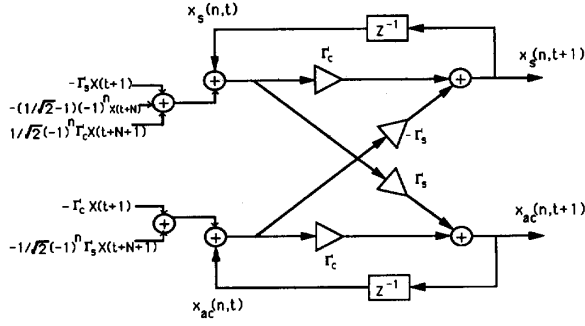 x_s(n,t)
z⁻¹
x_s(n,t+1)
Γ_c
-Γ_s X(t+1)
-(1/√2-1)(-1)ⁿ X(t+N)
1/√2(-1)ⁿ Γ_c X(t+N+1)
+
+
+
-Γ_s
Γ_s
-Γ_c X(t+1)
-1/√2(-1)ⁿ Γ_s X(t+N+1)
+
+
+
x_ac(n,t+1)
Γ_c
z⁻¹
x_ac(n,t)